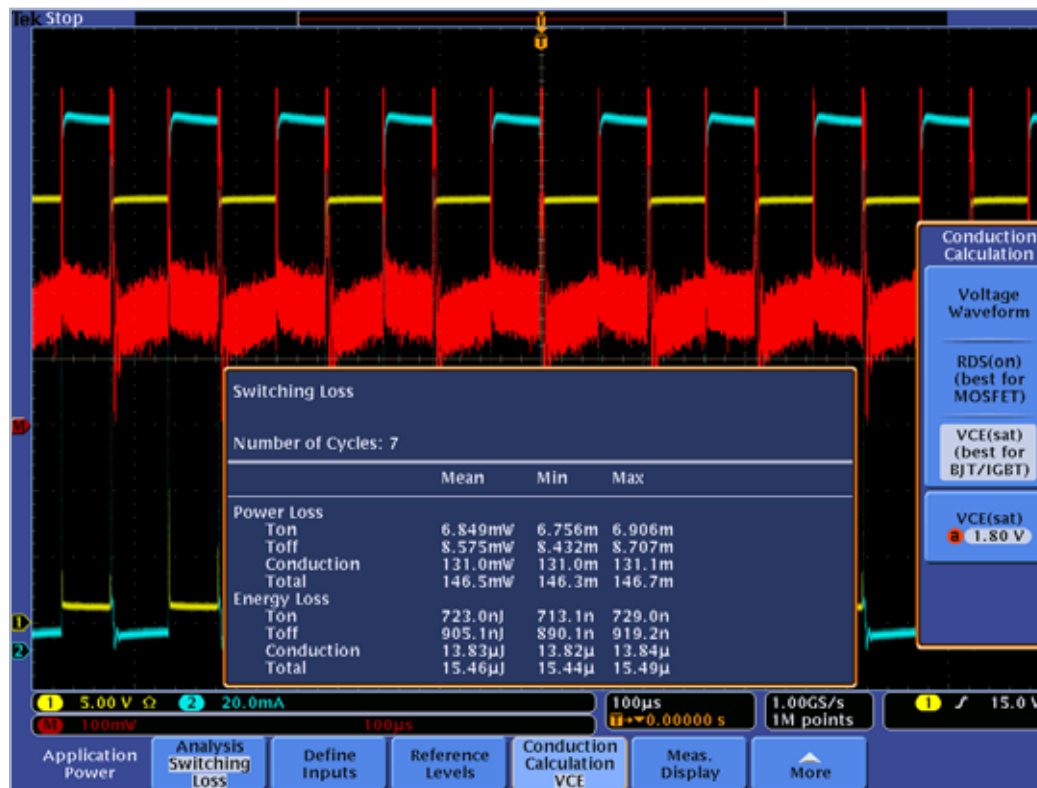 Tek Stop
T
T
Conduction
Calculation
Voltage
Waveform
RDS(on)
(best for
MOSFET)
VCE(sat)
(best for
BJT/IGBT)
VCE(sat)
a 1.80 V
M
1
2
Switching Loss
Number of Cycles: 7
Mean Min Max
Power Loss
Ton 6.849mW 6.756m 6.906m
Toff 8.575mW 8.432m 8.707m
Conduction 131.0mW 131.0m 131.1m
Total 146.5mW 146.3m 146.7m
Energy Loss
Ton 723.0nJ 713.1n 729.0n
Toff 905.1nJ 890.1n 919.2n
Conduction 13.83µJ 13.82µ 13.84µ
Total 15.46µJ 15.44µ 15.49µ
1 5.00 V Ω 2 20.0mA 100µs 1.00GS/s 1 15.0 V
M 100mW 100µs T→▼0.00000 s 1M points
Application
Power
Analysis
Switching
Loss
Define
Inputs
Reference
Levels
Conduction
Calculation
VCE
Meas.
Display
More